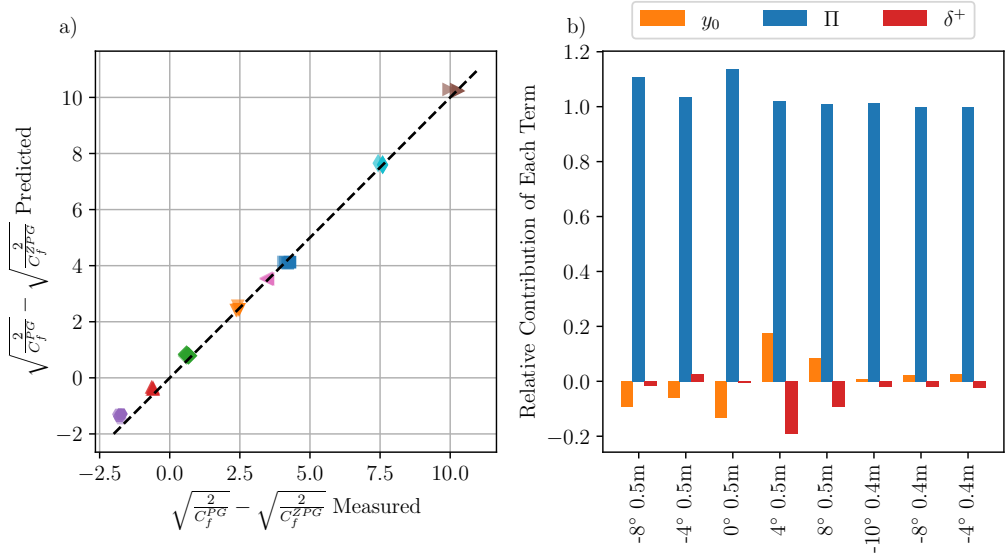 a)
10
8
6
4
2
0
−2
−2.5 0.0 2.5 5.0 7.5 10.0
√(2/C_f^{PG}) − √(2/C_f^{ZPG}) Predicted
√(2/C_f^{PG}) − √(2/C_f^{ZPG}) Measured
b)
y₀ Π δ⁺
1.2
1.0
0.8
0.6
0.4
0.2
0.0
−0.2
Relative Contribution of Each Term
-8° 0.5m
-4° 0.5m
0° 0.5m
4° 0.5m
8° 0.5m
-10° 0.4m
-8° 0.4m
-4° 0.4m